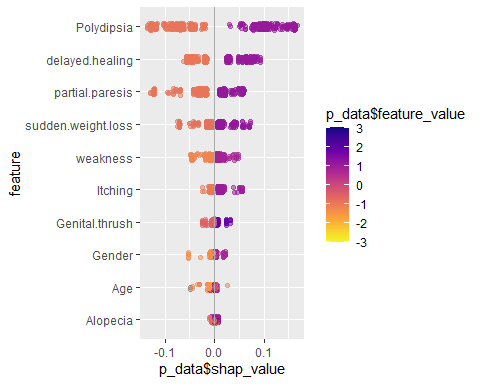 Polydipsia
delayed.healing
partial.paresis
sudden.weight.loss
weakness
Itching
Genital.thrush
Gender
Age
Alopecia
feature
-0.1 0.0 0.1
p_data$shap_value
p_data$feature_value
3
2
1
0
-1
-2
-3